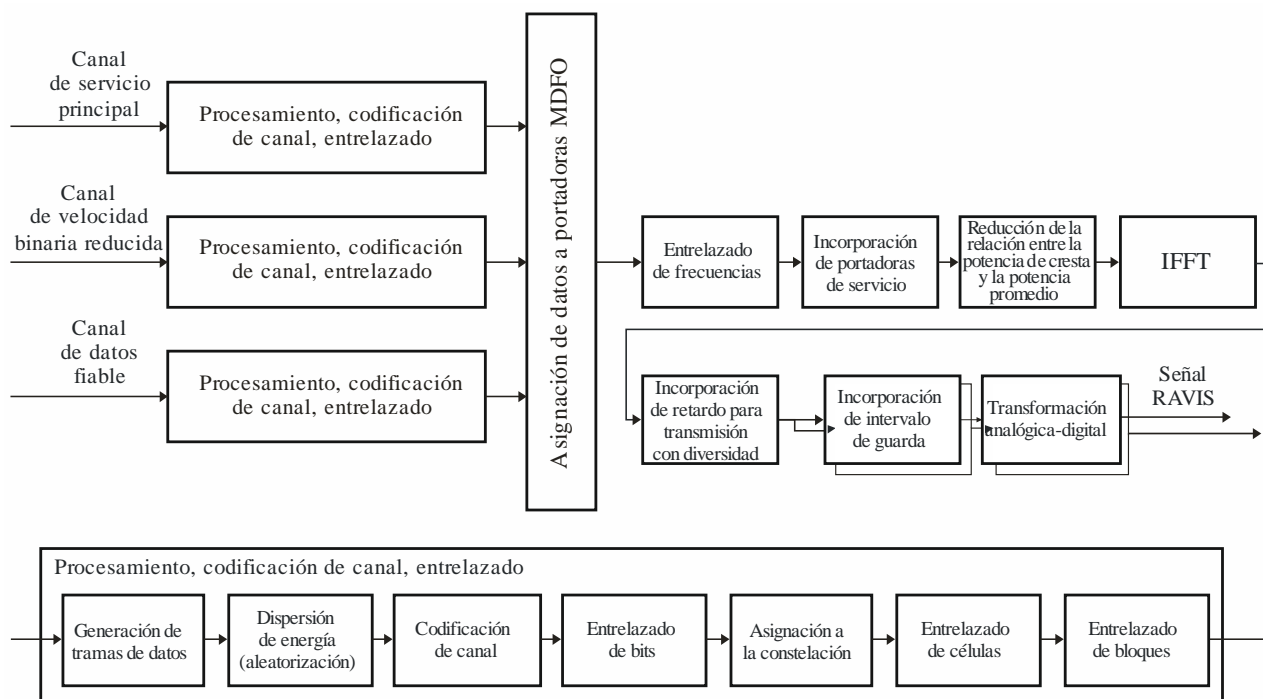 Canal
de servicio
principal
Procesamiento, codificación
de canal, entrelazado
Canal
de velocidad
binaria reducida
Procesamiento, codificación
de canal, entrelazado
Canal
de datos
fiable
Procesamiento, codificación
de canal, entrelazado
Asignación de datos a portadoras MDFO
Entrelazado
de frecuencias
Incorporación
de portadoras
de servicio
Reducción de la
relación entre la
potencia de cresta
y la potencia
promedio
IFFT
Incorporación
de retardo para
transmisión
con diversidad
Incorporación
de intervalo
de guarda
Transformación
analógica-digital
Señal
RAVIS
Procesamiento, codificación de canal, entrelazado
Generación de
tramas de datos
Dispersión
de energía
(aleatorización)
Codificación
de canal
Entrelazado
de bits
Asignación a
la constelación
Entrelazado
de células
Entrelazado
de bloques